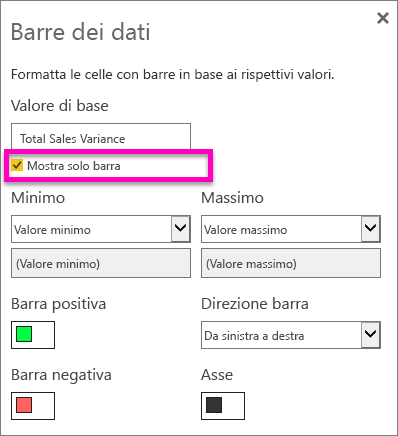 Barre dei dati
Formatta le celle con barre in base ai rispettivi valori.
Valore di base
Total Sales Variance
Mostra solo barra
Minimo Massimo
Valore minimo Valore massimo
(Valore minimo) (Valore massimo)
Barra positiva Direzione barra
Da sinistra a destra
Barra negativa Asse